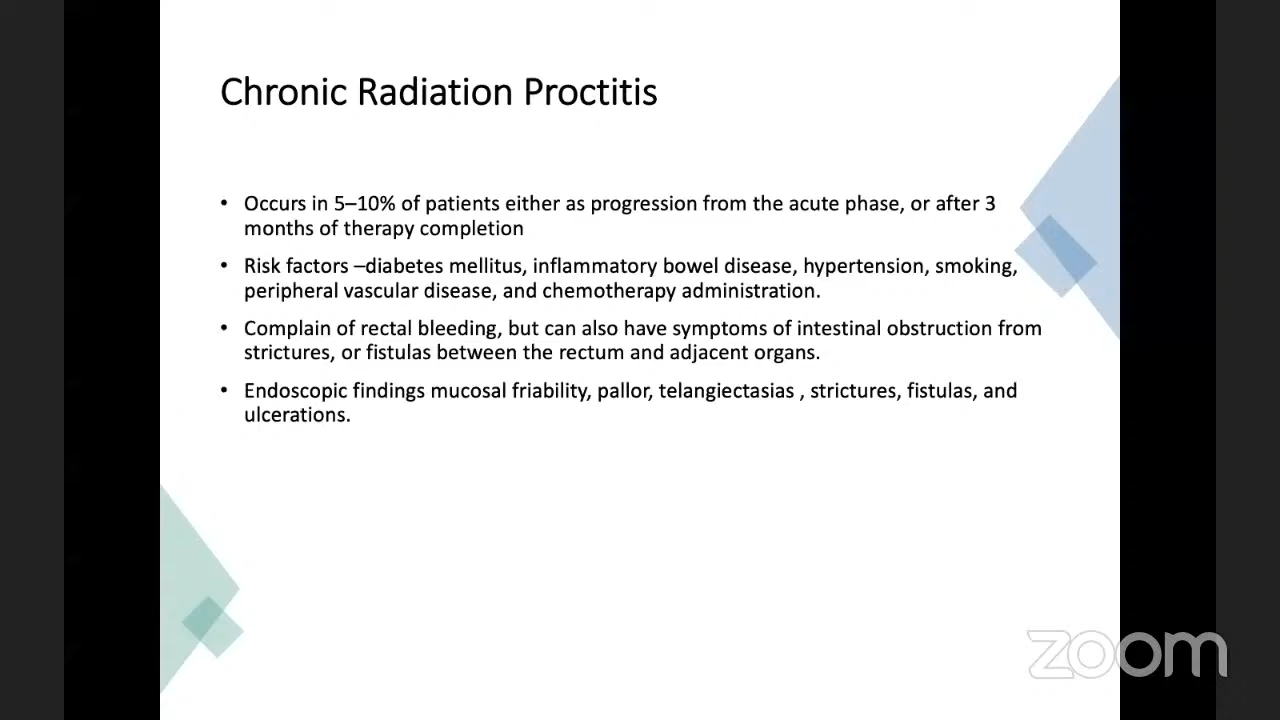 Chronic Radiation Proctitis
• Occurs in 5–10% of patients either as progression from the acute phase, or after 3
months of therapy completion
• Risk factors –diabetes mellitus, inflammatory bowel disease, hypertension, smoking,
peripheral vascular disease, and chemotherapy administration.
• Complain of rectal bleeding, but can also have symptoms of intestinal obstruction from
strictures, or fistulas between the rectum and adjacent organs.
• Endoscopic findings mucosal friability, pallor, telangiectasias , strictures, fistulas, and
ulcerations.
zoom